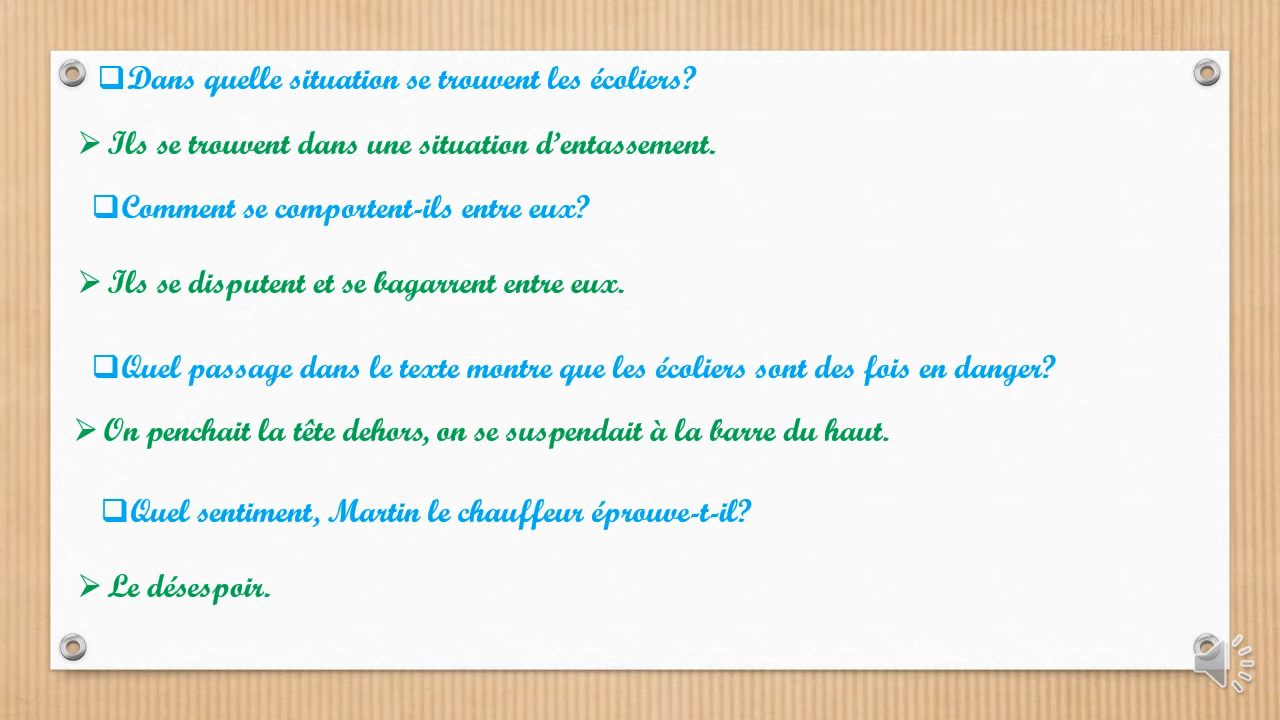 ❑Dans quelle situation se trouvent les écoliers?
➢ Ils se trouvent dans une situation d’entassement.
❑Comment se comportent-ils entre eux?
➢ Ils se disputent et se bagarrent entre eux.
❑Quel passage dans le texte montre que les écoliers sont des fois en danger?
➢ On penchait la tête dehors, on se suspendait à la barre du haut.
❑Quel sentiment, Martin le chauffeur éprouve-t-il?
➢ Le désespoir.